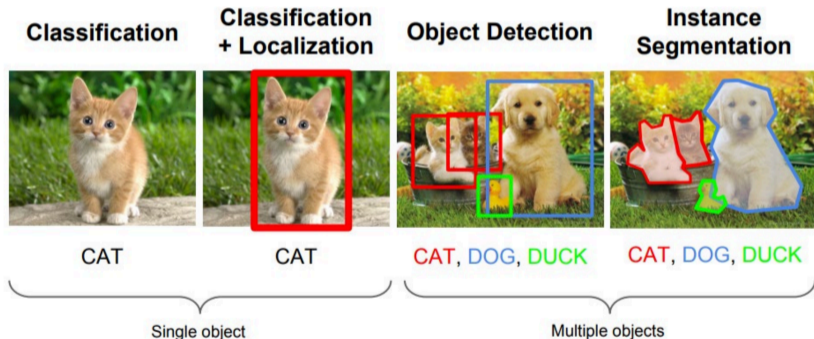 Classification
Classification
+ Localization
Object Detection
Instance
Segmentation
CAT
CAT
CAT, DOG, DUCK
CAT, DOG, DUCK
Single object
Multiple objects